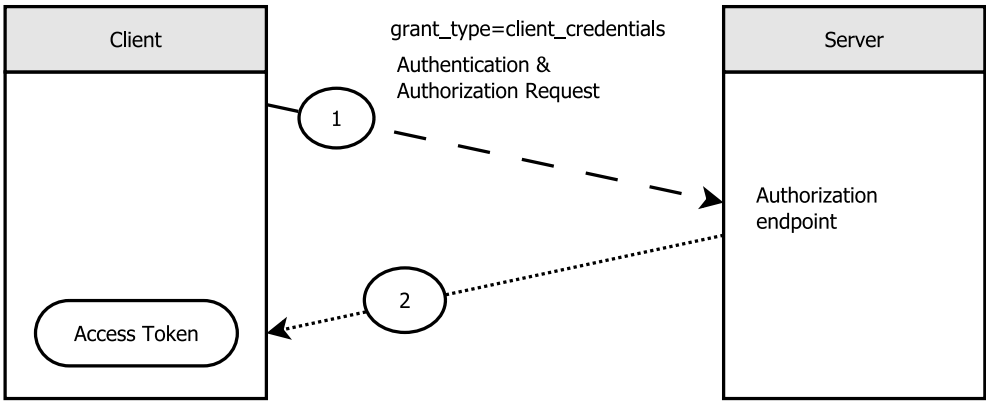 Client
grant_type=client_credentials
Server
Authentication &
Authorization Request
1
Authorization
endpoint
2
Access Token